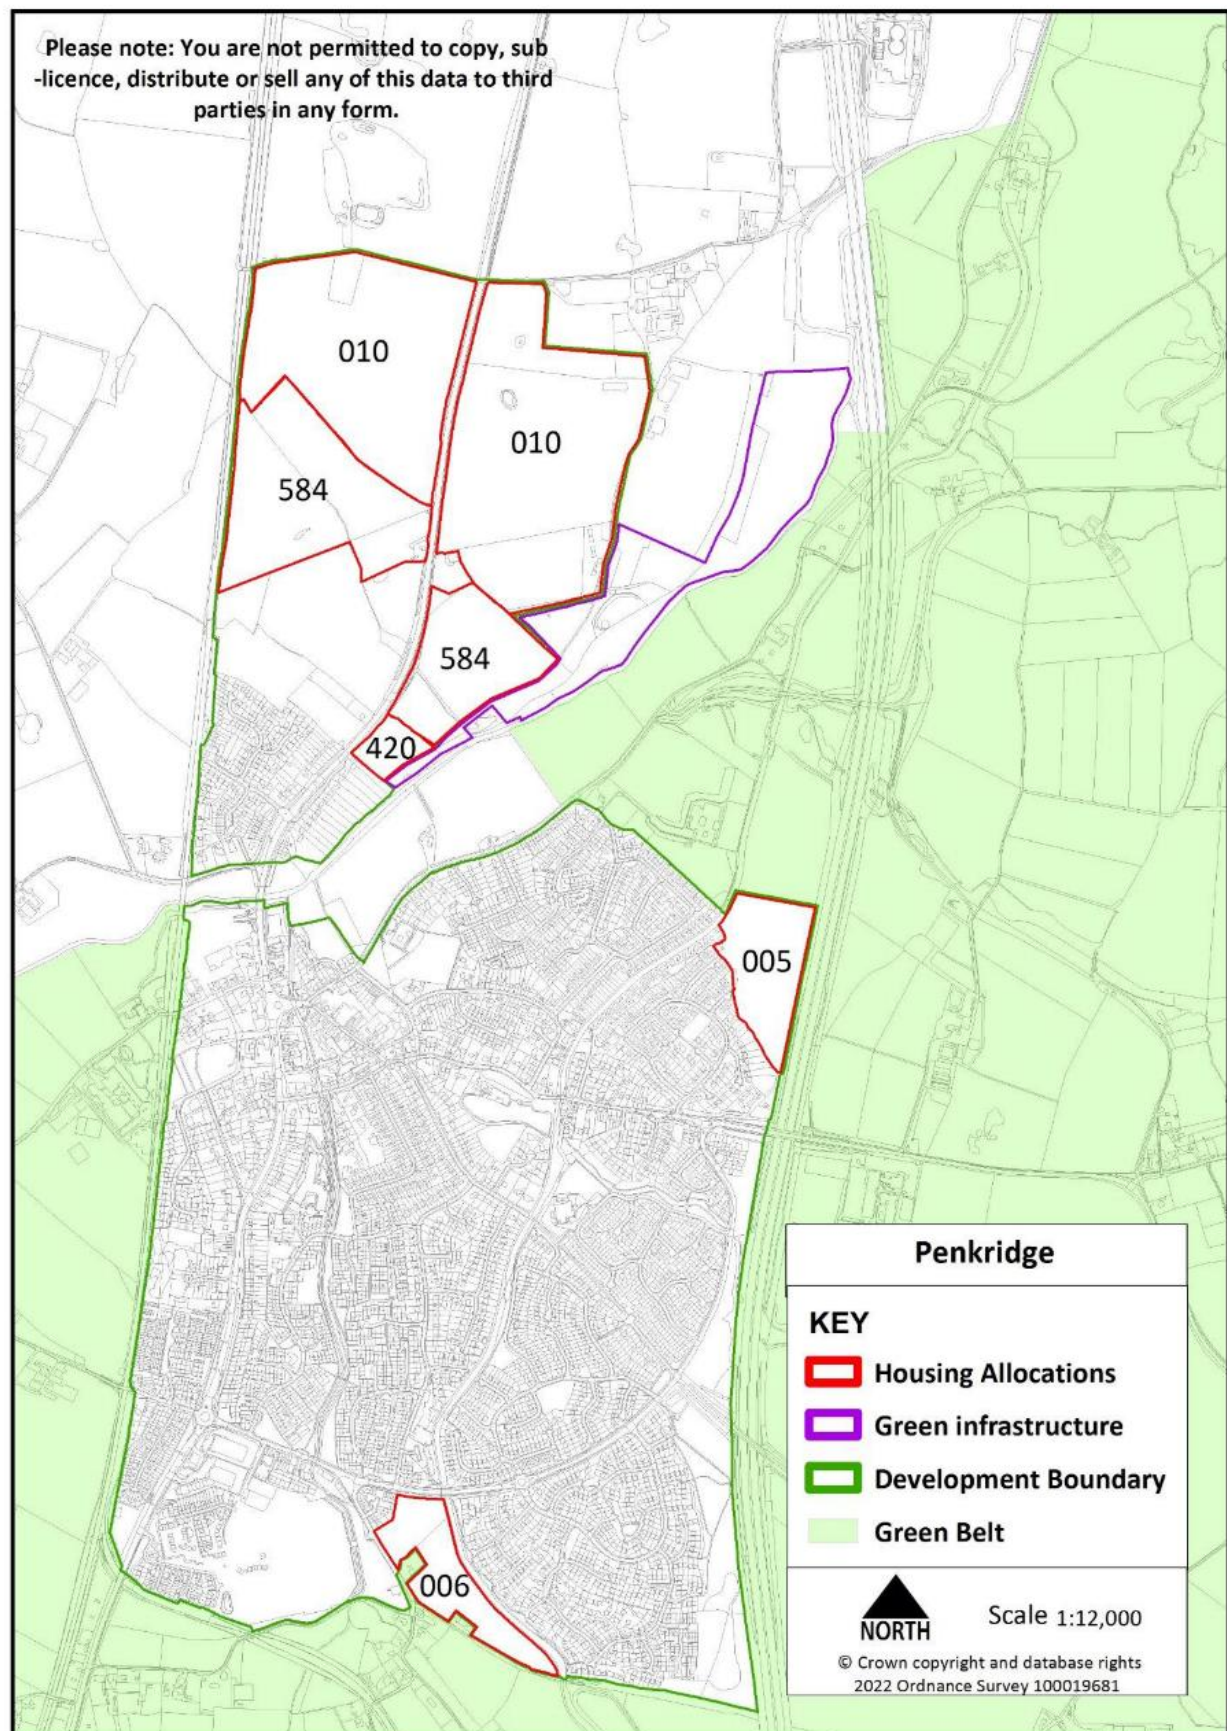 Please note: You are not permitted to copy, sub
-licence, distribute or sell any of this data to third
parties in any form.
010
010
584
584
420
005
006
Penkridge
KEY
Housing Allocations
Green infrastructure
Development Boundary
Green Belt
NORTH
Scale 1:12,000
© Crown copyright and database rights
2022 Ordnance Survey 100019681